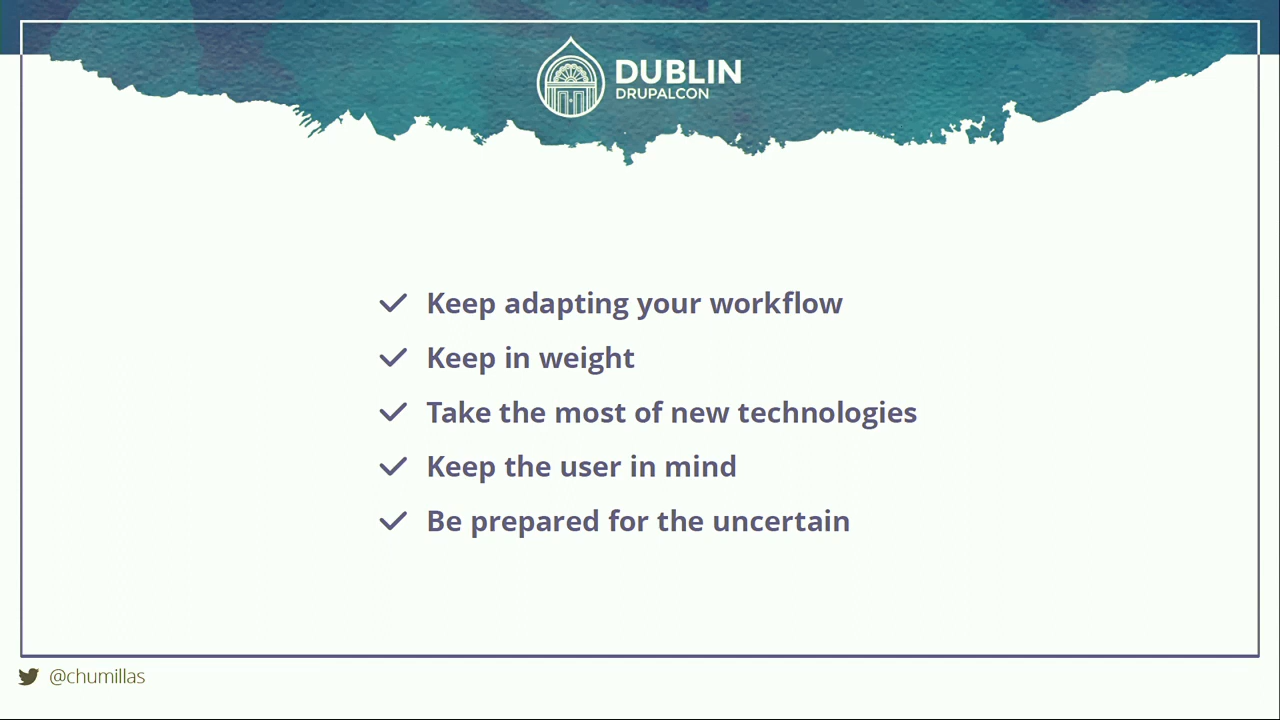 DUBLIN
DRUPALCON
Keep adapting your workflow
Keep in weight
Take the most of new technologies
Keep the user in mind
Be prepared for the uncertain
@chumillas